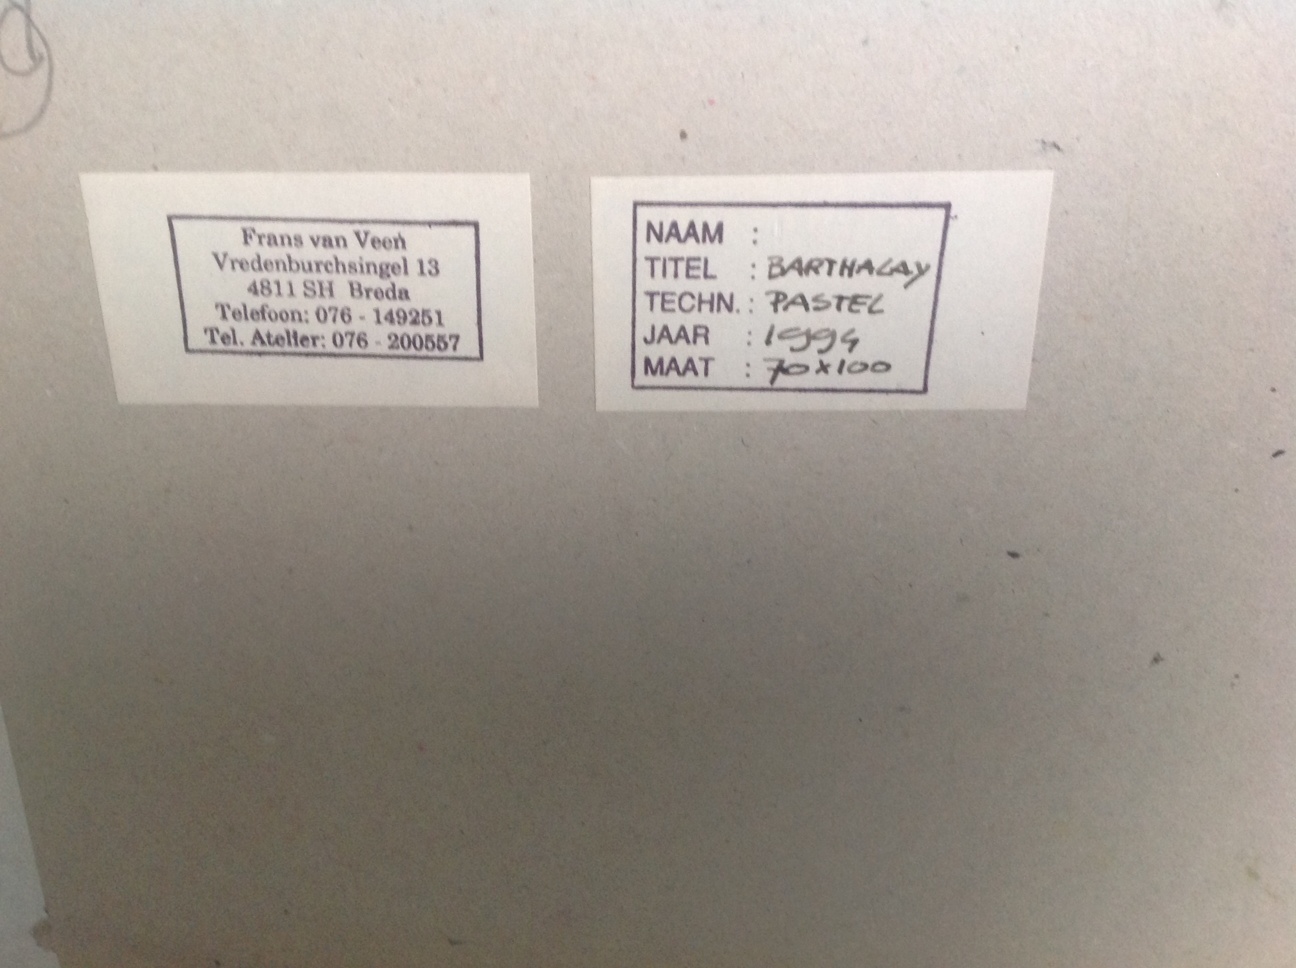 Frans van Veen
Vredenburchsingel 13
4811 SH Breda
Telefoon: 076 - 149251
Tel. Atelier: 076 - 200557
NAAM :
TITEL : BARTHALAY
TECHN. : PASTEL
JAAR : 1994
MAAT : 70x100